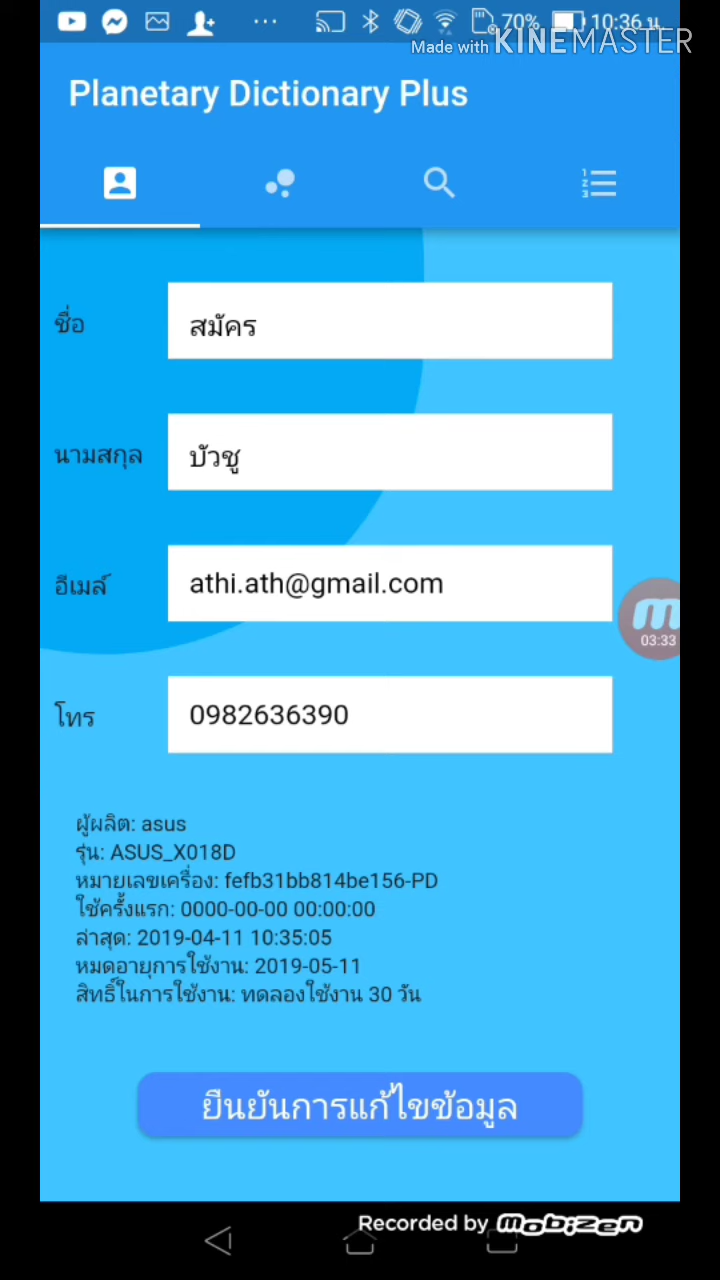 70% 10:36 น.
Made with KINEMASTER
Planetary Dictionary Plus
1
2
3
ชื่อ สมัคร
นามสกุล บัวชู
อีเมล์ athi.ath@gmail.com
m
03:33
โทร 0982636390
ผู้ผลิต: asus
รุ่น: ASUS_X018D
หมายเลขเครื่อง: fefb31bb814be156-PD
ใช้ครั้งแรก: 0000-00-00 00:00:00
ล่าสุด: 2019-04-11 10:35:05
หมดอายุการใช้งาน: 2019-05-11
สิทธิ์ในการใช้งาน: ทดลองใช้งาน 30 วัน
ยืนยันการแก้ไขข้อมูล
Recorded by mobizen